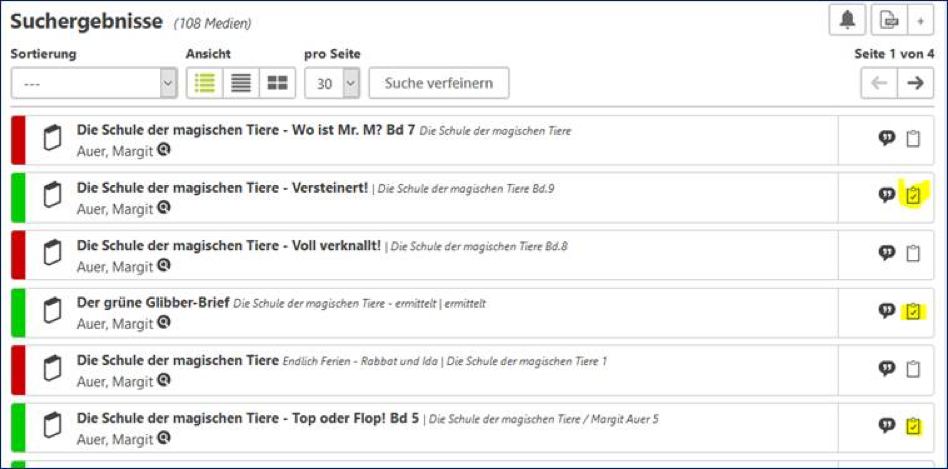 Suchergebnisse (108 Medien)
PDF +
Sortierung Ansicht pro Seite Seite 1 von 4
--- 30 Suche verfeinern
Die Schule der magischen Tiere - Wo ist Mr. M? Bd 7 Die Schule der magischen Tiere
Auer, Margit
Die Schule der magischen Tiere - Versteinert! | Die Schule der magischen Tiere Bd.9
Auer, Margit
Die Schule der magischen Tiere - Voll verknallt! | Die Schule der magischen Tiere Bd.8
Auer, Margit
Der grüne Glibber-Brief Die Schule der magischen Tiere - ermittelt | ermittelt
Auer, Margit
Die Schule der magischen Tiere Endlich Ferien - Rabbat und Ida | Die Schule der magischen Tiere 1
Auer, Margit
Die Schule der magischen Tiere - Top oder Flop! Bd 5 | Die Schule der magischen Tiere / Margit Auer 5
Auer, Margit